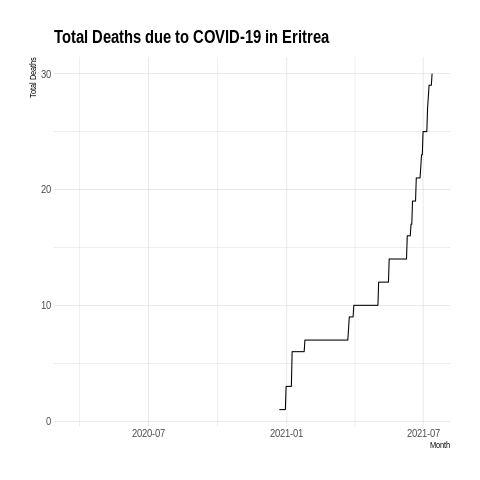 Total Deaths due to COVID-19 in Eritrea
Total Deaths
30
20
10
0
2020-07
2021-01
2021-07
Month